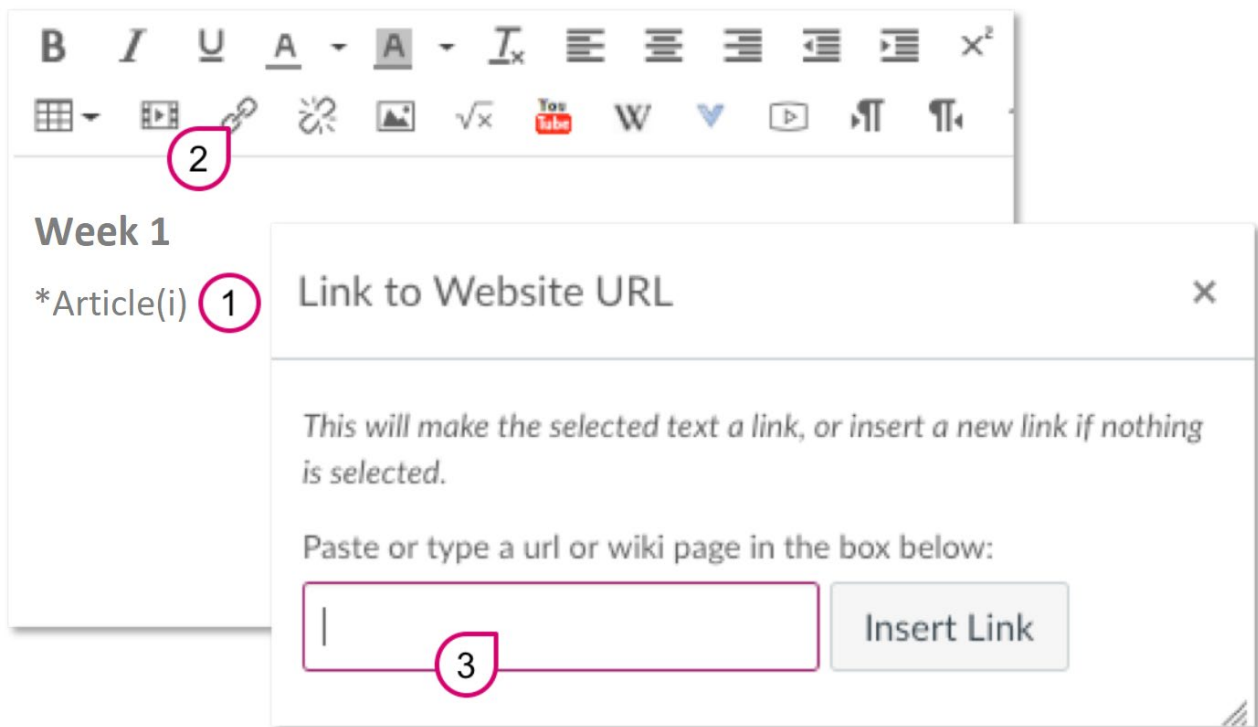 B I U A A Tx x²
√x You Tube W
2
Week 1
*Article(i) 1
Link to Website URL ×
This will make the selected text a link, or insert a new link if nothing
is selected.
Paste or type a url or wiki page in the box below:
Insert Link
3